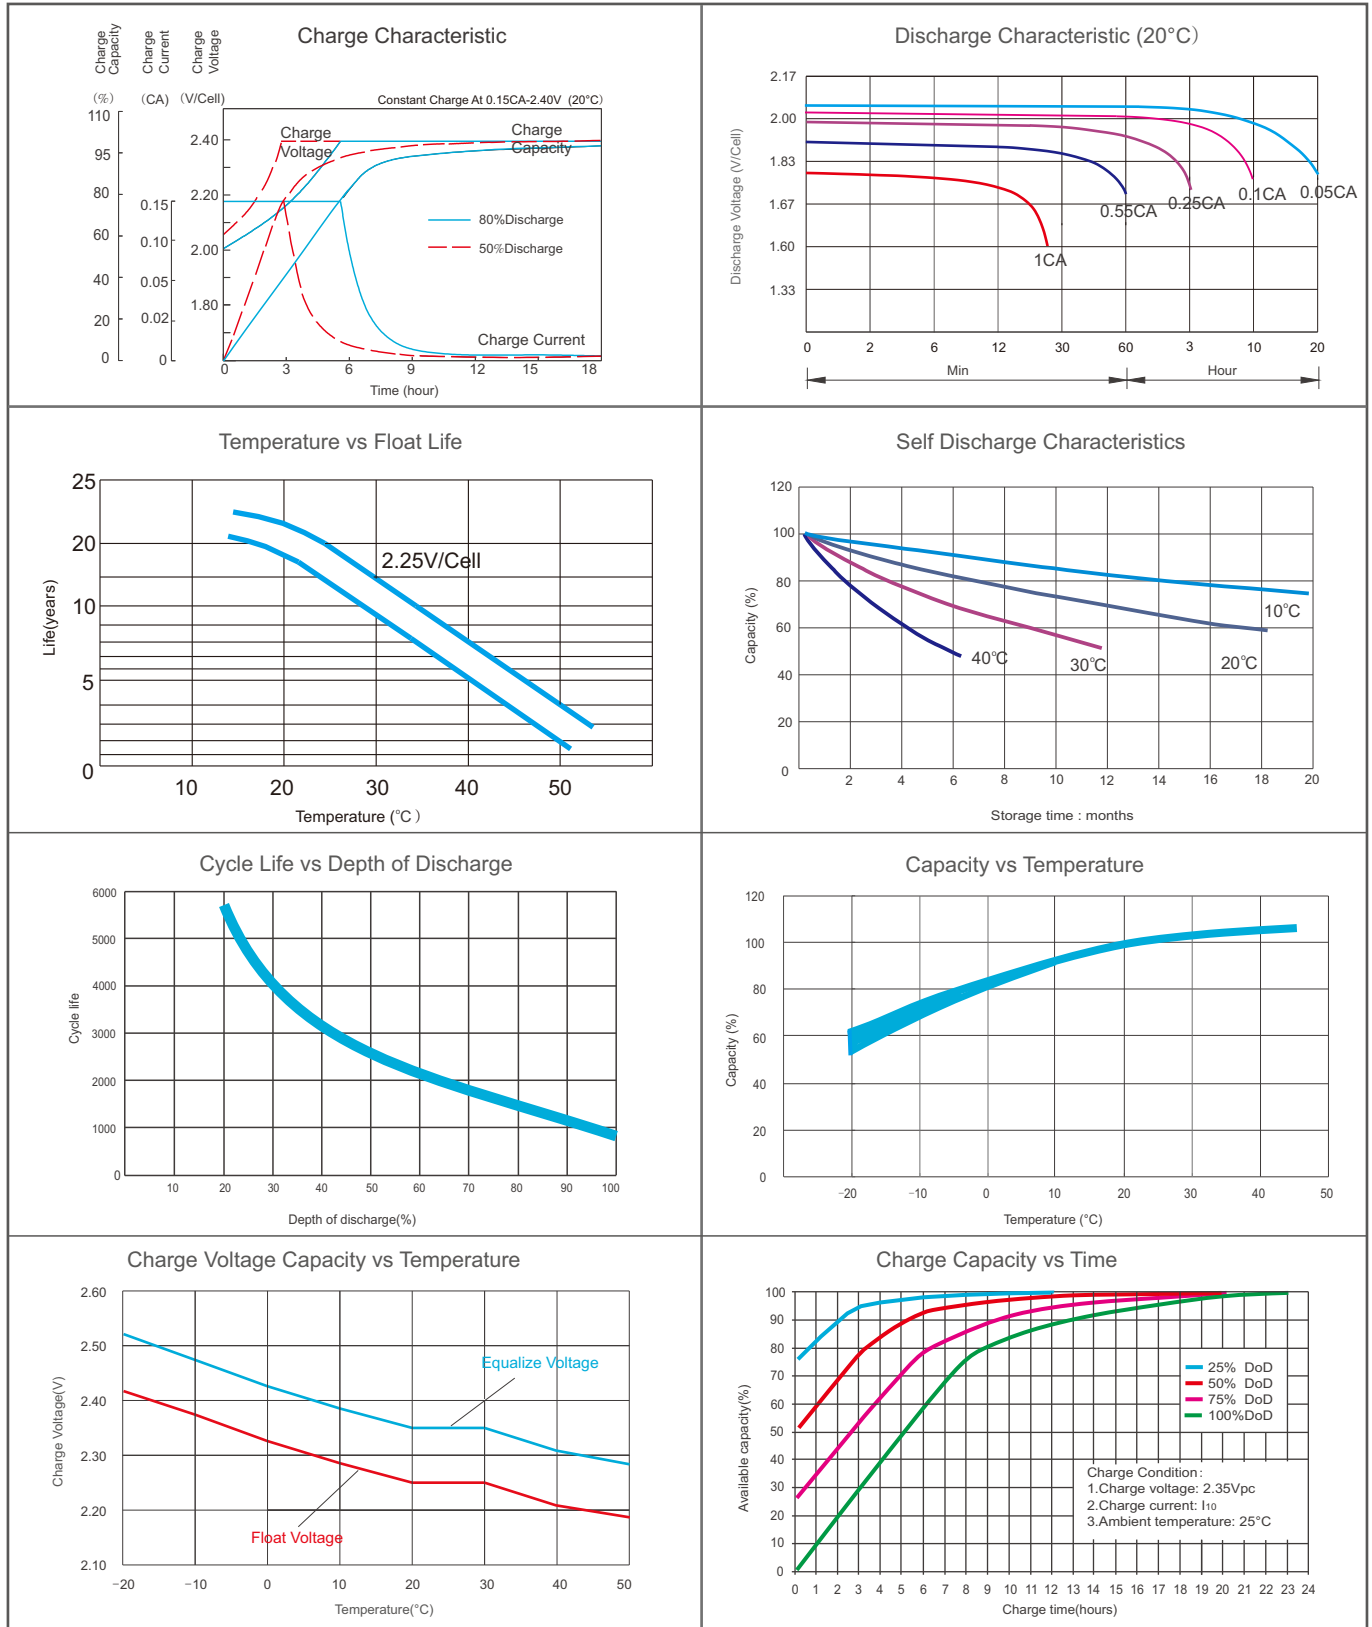 Charge Characteristic
Charge Capacity
Charge Current
Charge Voltage
(%)
(CA)
(V/Cell)
Constant Charge At 0.15CA-2.40V (20°C)
110
95
80
60
40
20
0
0.15
0.10
0.05
0.02
0
2.40
2.20
2.00
1.80
Charge
Voltage
Charge
Capacity
80%Discharge
50%Discharge
Charge Current
0 3 6 9 12 15 18
Time (hour)
Discharge Characteristic (20°C)
Discharge Voltage (V/Cell)
2.17
2.00
1.83
1.67
1.60
1.33
0.05CA
0.1CA
0.25CA
0.55CA
1CA
0 2 6 12 30 60 3 10 20
Min
Hour
Temperature vs Float Life
Life(years)
25
20
10
5
0
2.25V/Cell
10 20 30 40 50
Temperature (°C)
Self Discharge Characteristics
Capacity (%)
120
100
80
60
40
20
0
10℃
20℃
30℃
40℃
2 4 6 8 10 12 14 16 18 20
Storage time : months
Cycle Life vs Depth of Discharge
Cycle life
6000
5000
4000
3000
2000
1000
0
10 20 30 40 50 60 70 80 90 100
Depth of discharge(%)
Capacity vs Temperature
Capacity (%)
120
100
80
60
40
20
0
−20 −10 0 10 20 30 40 50
Temperature (°C)
Charge Voltage Capacity vs Temperature
Charge Voltage(V)
2.60
2.50
2.40
2.30
2.20
2.10
Equalize Voltage
Float Voltage
−20 −10 0 10 20 30 40 50
Temperature(°C)
Charge Capacity vs Time
Available capacity(%)
100
90
80
70
60
50
40
30
20
10
0
25% DoD
50% DoD
75% DoD
100%DoD
Charge Condition:
1.Charge voltage: 2.35Vpc
2.Charge current: I10
3.Ambient temperature: 25°C
0 1 2 3 4 5 6 7 8 9 10 11 12 13 14 15 16 17 18 19 20 21 22 23 24
Charge time(hours)